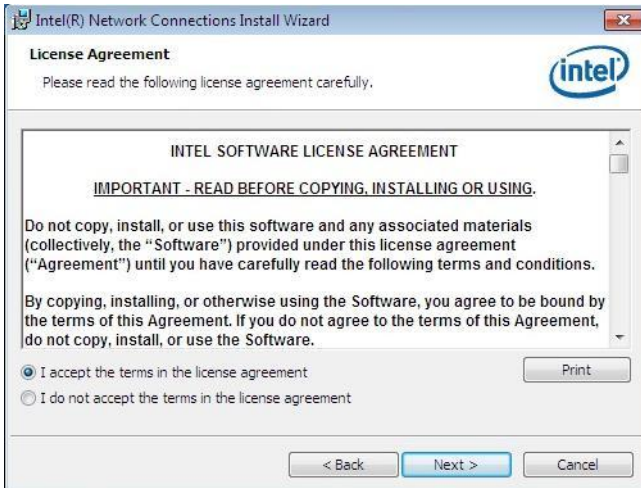 Intel(R) Network Connections Install Wizard
License Agreement
Please read the following license agreement carefully.
intel
INTEL SOFTWARE LICENSE AGREEMENT
IMPORTANT - READ BEFORE COPYING, INSTALLING OR USING.
Do not copy, install, or use this software and any associated materials
(collectively, the “Software”) provided under this license agreement
(“Agreement”) until you have carefully read the following terms and conditions.
By copying, installing, or otherwise using the Software, you agree to be bound by
the terms of this Agreement. If you do not agree to the terms of this Agreement,
do not copy, install, or use the Software.
I accept the terms in the license agreement
Print
I do not accept the terms in the license agreement
< Back
Next >
Cancel